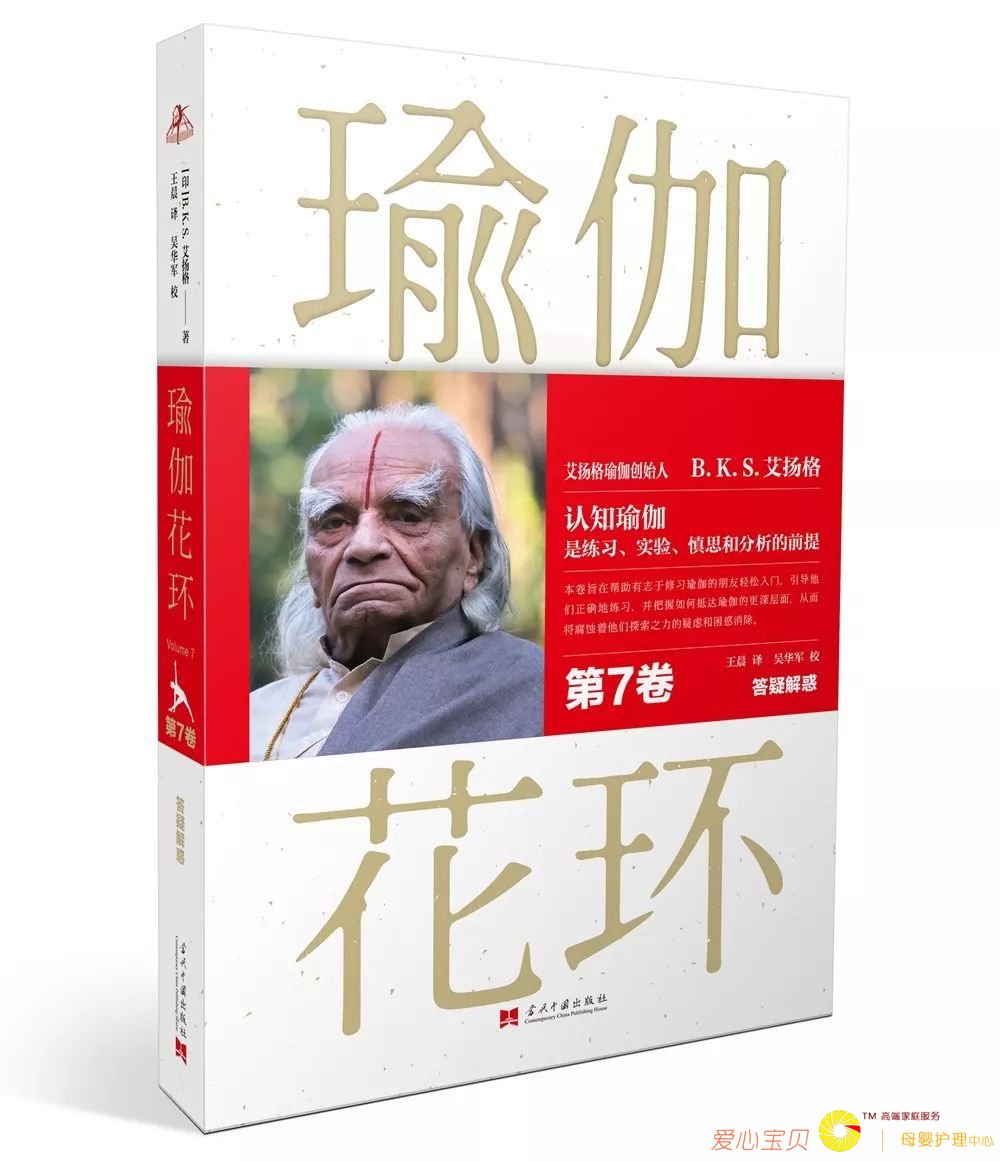 瑜伽
艾扬格瑜伽创始人 B. K. S. 艾扬格
认知瑜伽
是练习、实验、慎思和分析的前提
本卷旨在帮助有志于修习瑜伽的朋友轻松入门，引导他
们正确地练习，并把握如何抵达瑜伽的更深层面，从而
将腐蚀着他们探索之力的疑虑和困惑消除。
王晨 译 吴华军 校
第7卷 答疑解惑
花环
当代中国出版社
Contemporary China Publishing House
[印]B. K. S. 艾扬格——著
王晨 译 吴华军 校
瑜伽花环
Volume 7
第7卷
答疑解惑
当代中国出版社
Contemporary China Publishing House
爱心宝贝
TM 高端家庭服务
母婴护理中心